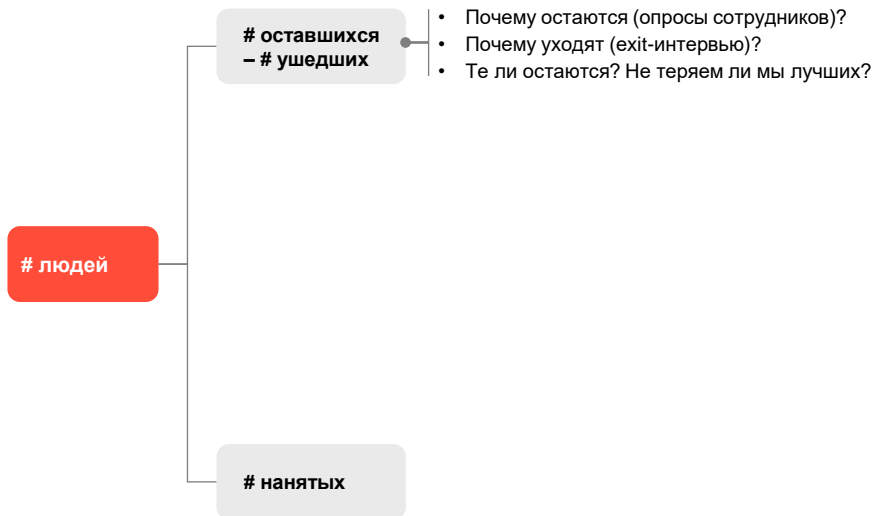 # оставшихся
– # ушедших
• Почему остаются (опросы сотрудников)?
• Почему уходят (exit-интервью)?
• Те ли остаются? Не теряем ли мы лучших?
# людей
# нанятых